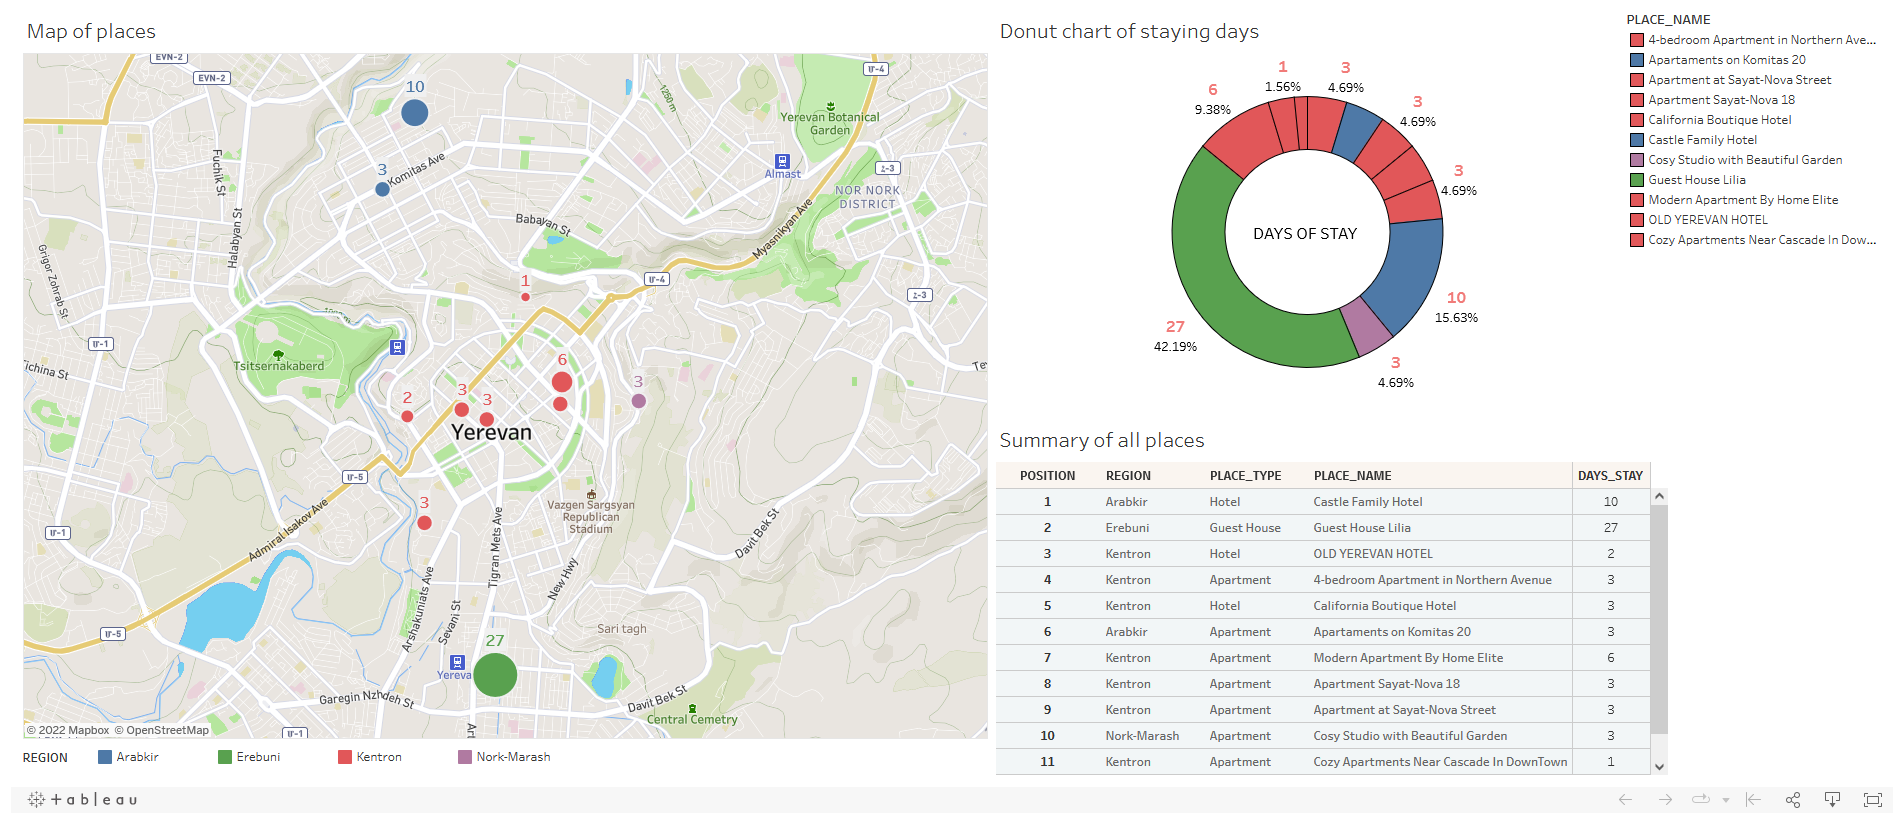 Map of places
EVN-2
EVN-2
10
Fuchik St
3
Komitas Ave
Halabyan St
Babayan St
1250 m
Մ-4
Yerevan Botanical
Garden
Almast
Հ-3
NOR NORK
DISTRICT
Myasnikyan Ave
Grigor Zohrab St
1
Մ-4
Հ-3
Մ-1
Tsitsernakaberd
2
3
3
6
3
Yerevan
Մ-5
Vazgen Sargsyan
Republican
Stadium
3
Մ-1
Admiral Isakov Ave
Davit Bek St
Tigran Mets Ave
New Hwy
Arshakuniats Ave
Sevani St
Մ-5
Sari tagh
27
Yereva
Garegin Nzhdeh St
Davit Bek St
Central Cemetry
Մ-1
© 2022 Mapbox © OpenStreetMap
REGION
Arabkir
Erebuni
Kentron
Nork-Marash
Donut chart of staying days
1
1.56%
3
4.69%
6
9.38%
3
4.69%
3
4.69%
DAYS OF STAY
10
15.63%
27
42.19%
3
4.69%
PLACE_NAME
4-bedroom Apartment in Northern Ave...
Apartaments on Komitas 20
Apartment at Sayat-Nova Street
Apartment Sayat-Nova 18
California Boutique Hotel
Castle Family Hotel
Cosy Studio with Beautiful Garden
Guest House Lilia
Modern Apartment By Home Elite
OLD YEREVAN HOTEL
Cozy Apartments Near Cascade In Dow...
Summary of all places
POSITION REGION PLACE_TYPE PLACE_NAME DAYS_STAY
1 Arabkir Hotel Castle Family Hotel 10
2 Erebuni Guest House Guest House Lilia 27
3 Kentron Hotel OLD YEREVAN HOTEL 2
4 Kentron Apartment 4-bedroom Apartment in Northern Avenue 3
5 Kentron Hotel California Boutique Hotel 3
6 Arabkir Apartment Apartaments on Komitas 20 3
7 Kentron Apartment Modern Apartment By Home Elite 6
8 Kentron Apartment Apartment Sayat-Nova 18 3
9 Kentron Apartment Apartment at Sayat-Nova Street 3
10 Nork-Marash Apartment Cosy Studio with Beautiful Garden 3
11 Kentron Apartment Cozy Apartments Near Cascade In DownTown 1
tableau